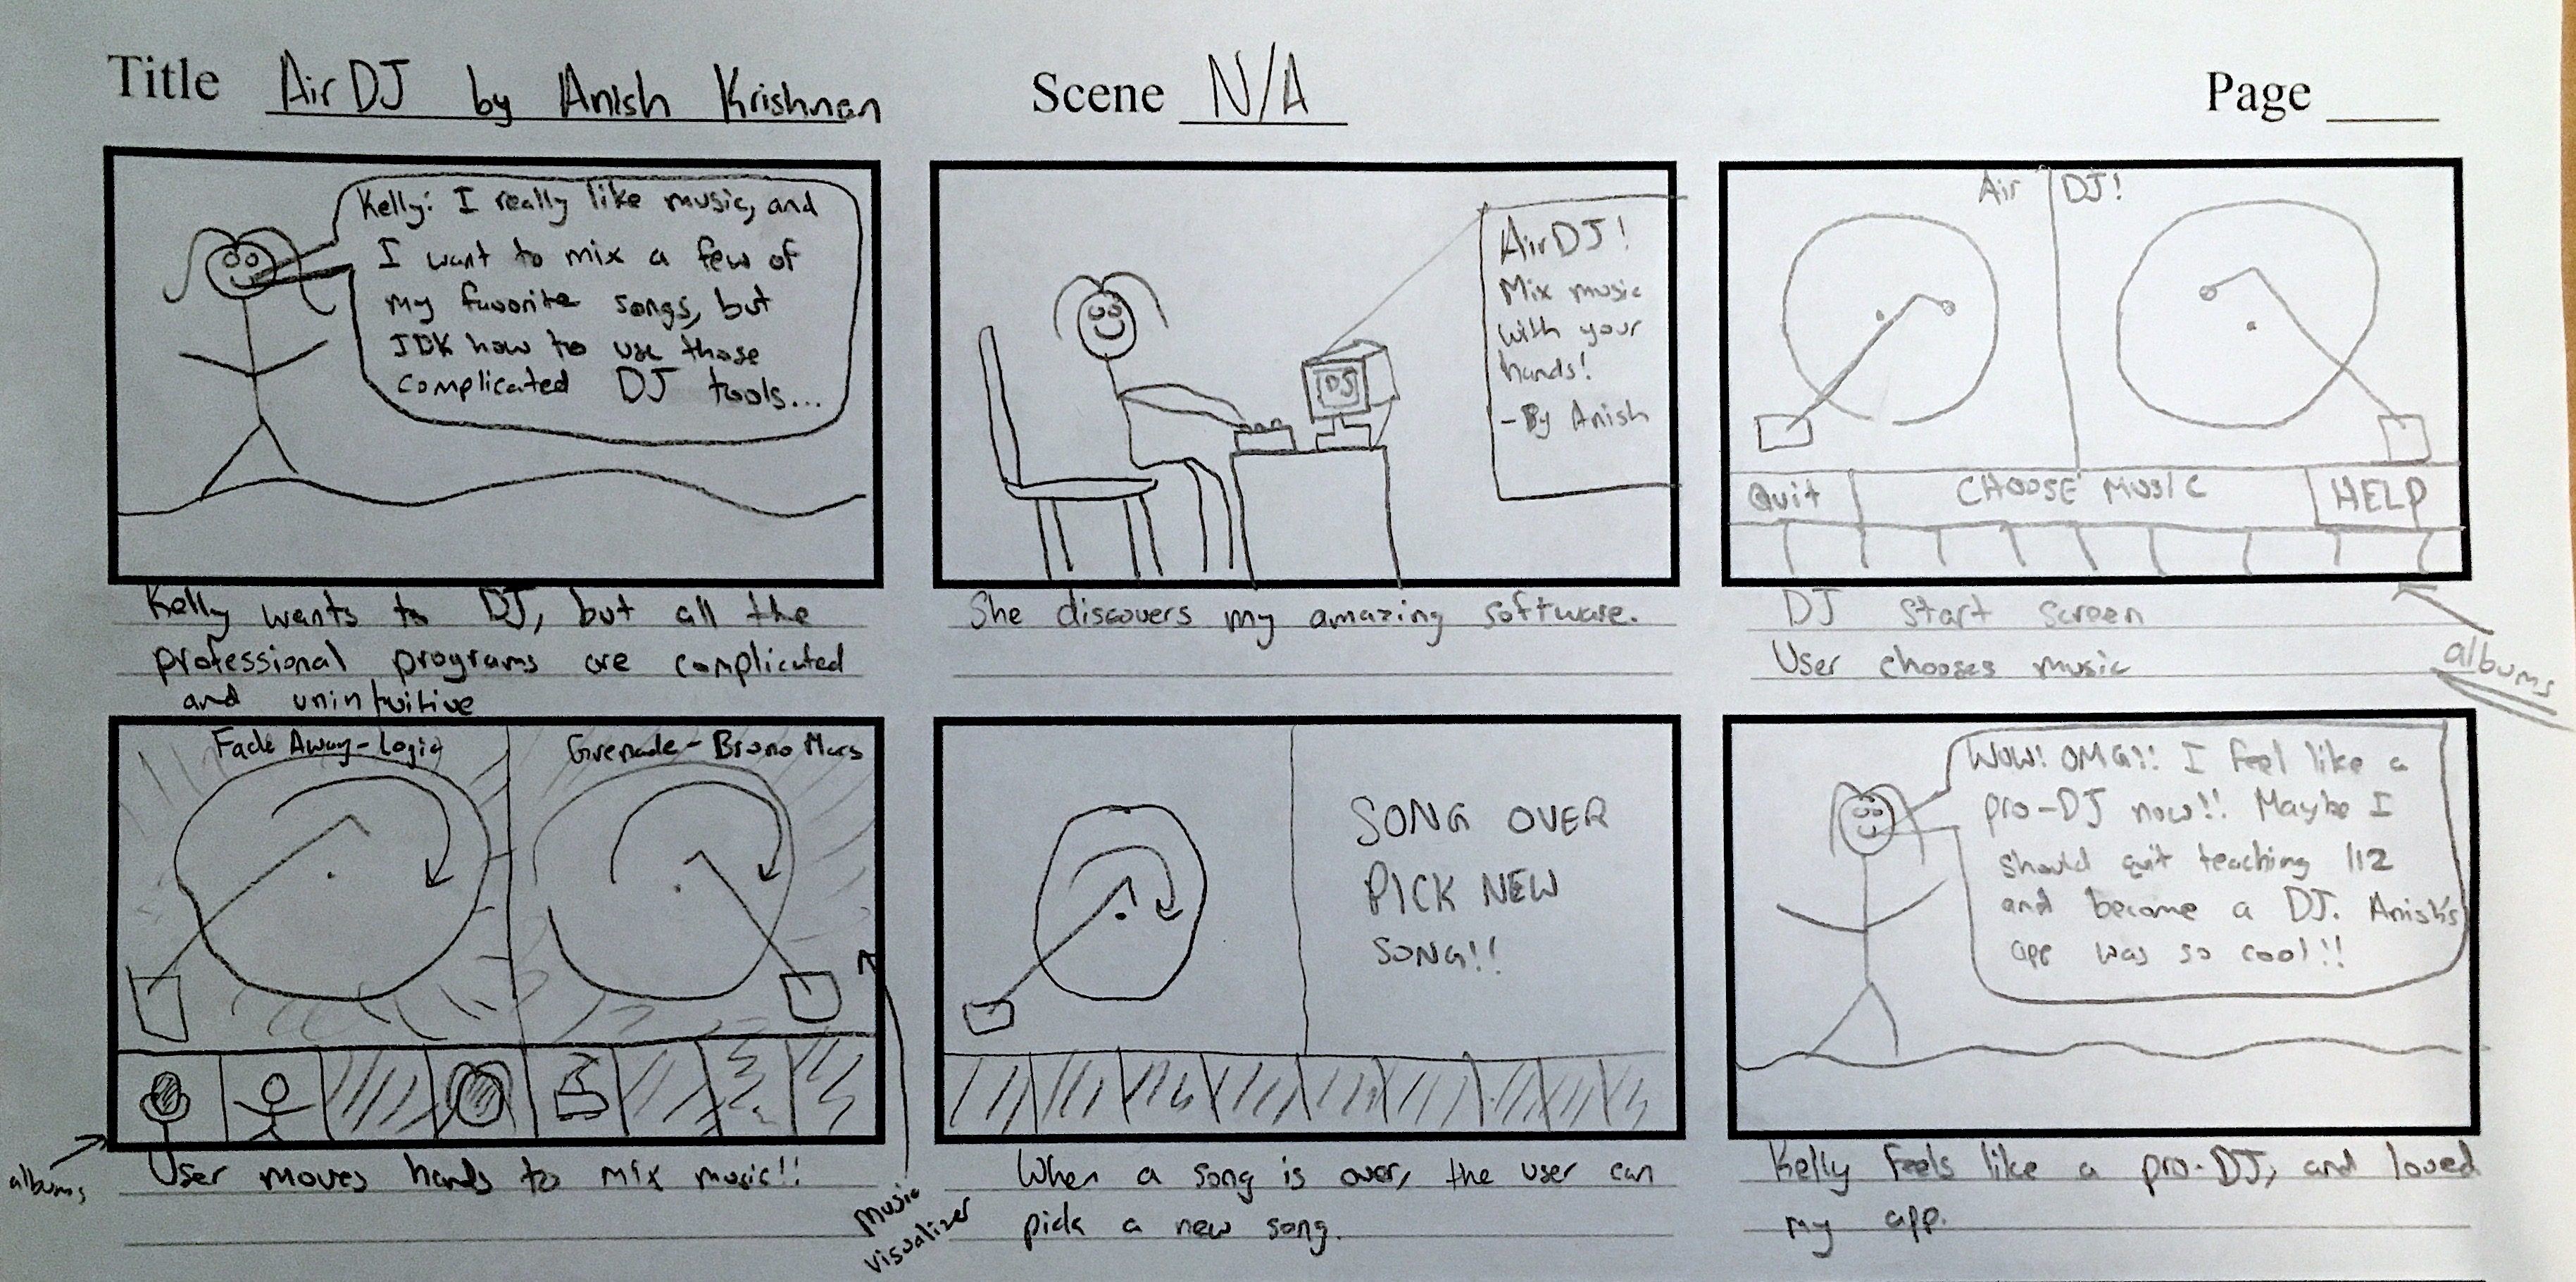 Title AirDJ by Anish Krishnan Scene N/A Page
Kelly: I really like music, and
I want to mix a few of
my favorite songs, but
IDK how to use those
complicated DJ tools...
Kelly wants to DJ, but all the
professional programs are complicated
and unintuitive
DJ
AirDJ!
Mix music
with your
hands!
-By Anish
She discovers my amazing software.
Air DJ!
Quit CHOOSE MUSIC HELP
DJ start screen
User chooses music
albums
Fade Away-Logic Grenade-Bruno Mars
albums
User moves hands to mix music!!
music
visualizer
SONG OVER
PICK NEW
SONG!!
When a song is over, the user can
pick a new song.
WOW! OMG!! I feel like a
pro-DJ now!! Maybe I
should quit teaching 112
and become a DJ. Anish's
app was so cool!!
Kelly feels like a pro-DJ, and loved
my app.